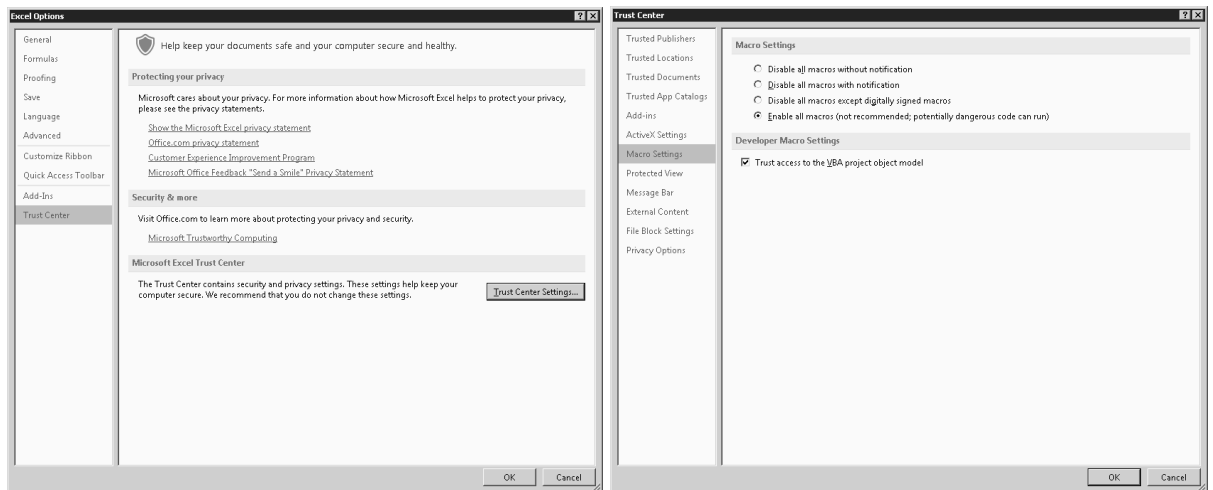 Excel Options
General
Formulas
Proofing
Save
Language
Advanced
Customize Ribbon
Quick Access Toolbar
Add-Ins
Trust Center
Help keep your documents safe and your computer secure and healthy.
Protecting your privacy
Microsoft cares about your privacy. For more information about how Microsoft Excel helps to protect your privacy,
please see the privacy statements.
Show the Microsoft Excel privacy statement
Office.com privacy statement
Customer Experience Improvement Program
Microsoft Office Feedback "Send a Smile" Privacy Statement
Security & more
Visit Office.com to learn more about protecting your privacy and security.
Microsoft Trustworthy Computing
Microsoft Excel Trust Center
The Trust Center contains security and privacy settings. These settings help keep your
computer secure. We recommend that you do not change these settings.
Trust Center Settings...
OK Cancel
Trust Center
Trusted Publishers
Trusted Locations
Trusted Documents
Trusted App Catalogs
Add-ins
ActiveX Settings
Macro Settings
Protected View
Message Bar
External Content
File Block Settings
Privacy Options
Macro Settings
Disable all macros without notification
Disable all macros with notification
Disable all macros except digitally signed macros
Enable all macros (not recommended; potentially dangerous code can run)
Developer Macro Settings
Trust access to the VBA project object model
OK Cancel